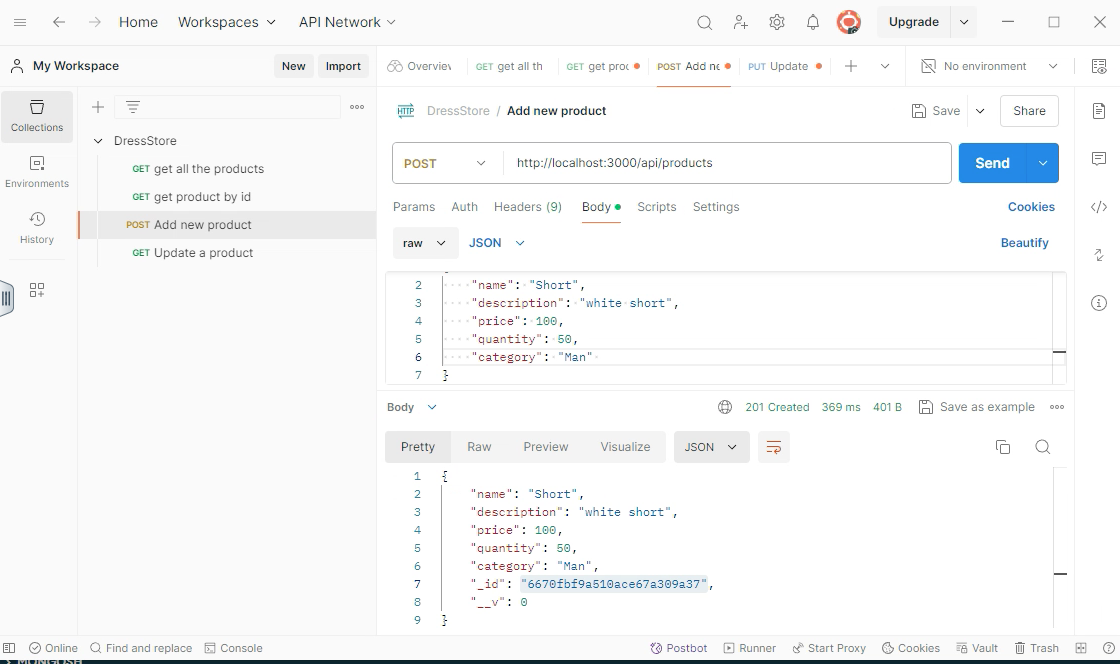 Home Workspaces API Network Upgrade
My Workspace New Import
Overview GET get all th GET get proc POST Add ne PUT Update No environment
Collections
Environments
History
DressStore
GET get all the products
GET get product by id
POST Add new product
GET Update a product
HTTP DressStore / Add new product Save Share
POST http://localhost:3000/api/products Send
Params Auth Headers (9) Body Scripts Settings Cookies
raw JSON Beautify
2 "name": "Short",
3 "description": "white short",
4 "price": 100,
5 "quantity": 50,
6 "category": "Man"
7 }
Body 201 Created 369 ms 401 B Save as example
Pretty Raw Preview Visualize JSON
1 {
2 "name": "Short",
3 "description": "white short",
4 "price": 100,
5 "quantity": 50,
6 "category": "Man",
7 "_id": "6670fbf9a510ace67a309a37",
8 "__v": 0
9 }
Online Find and replace Console Postbot Runner Start Proxy Cookies Vault Trash
>_MONGOSH